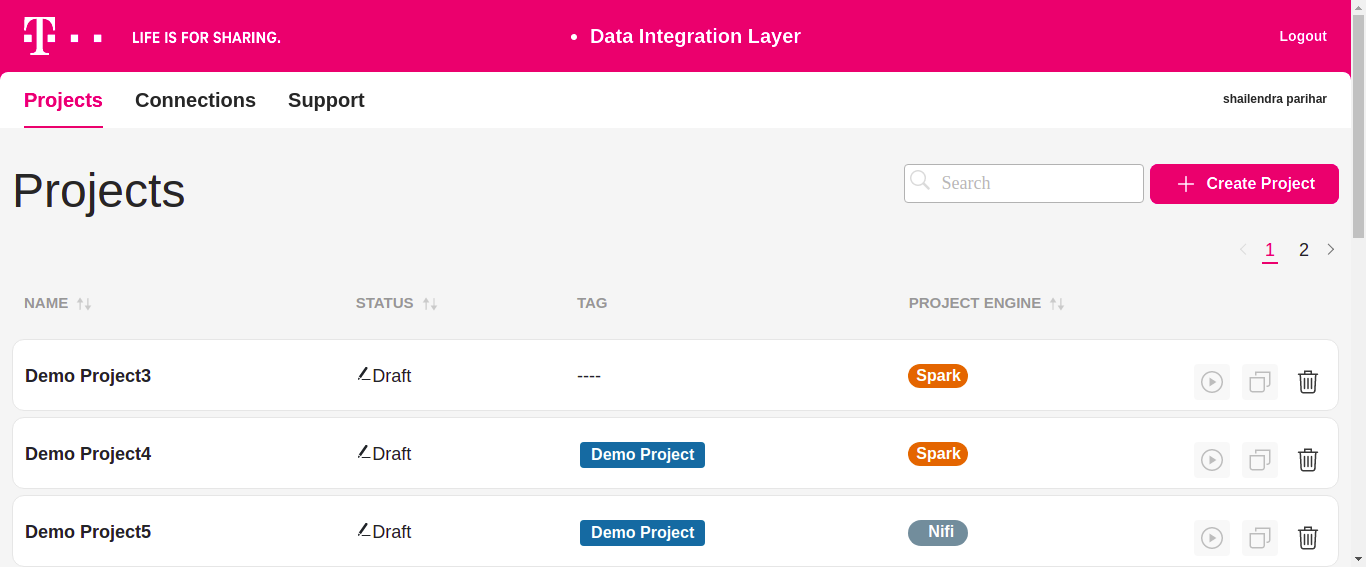 T
LIFE IS FOR SHARING.
• Data Integration Layer
Logout
Projects Connections Support
shailendra parihar
Projects
Search
Create Project
1 2
NAME STATUS TAG PROJECT ENGINE
Demo Project3 Draft ---- Spark
Demo Project4 Draft Demo Project Spark
Demo Project5 Draft Demo Project Nifi